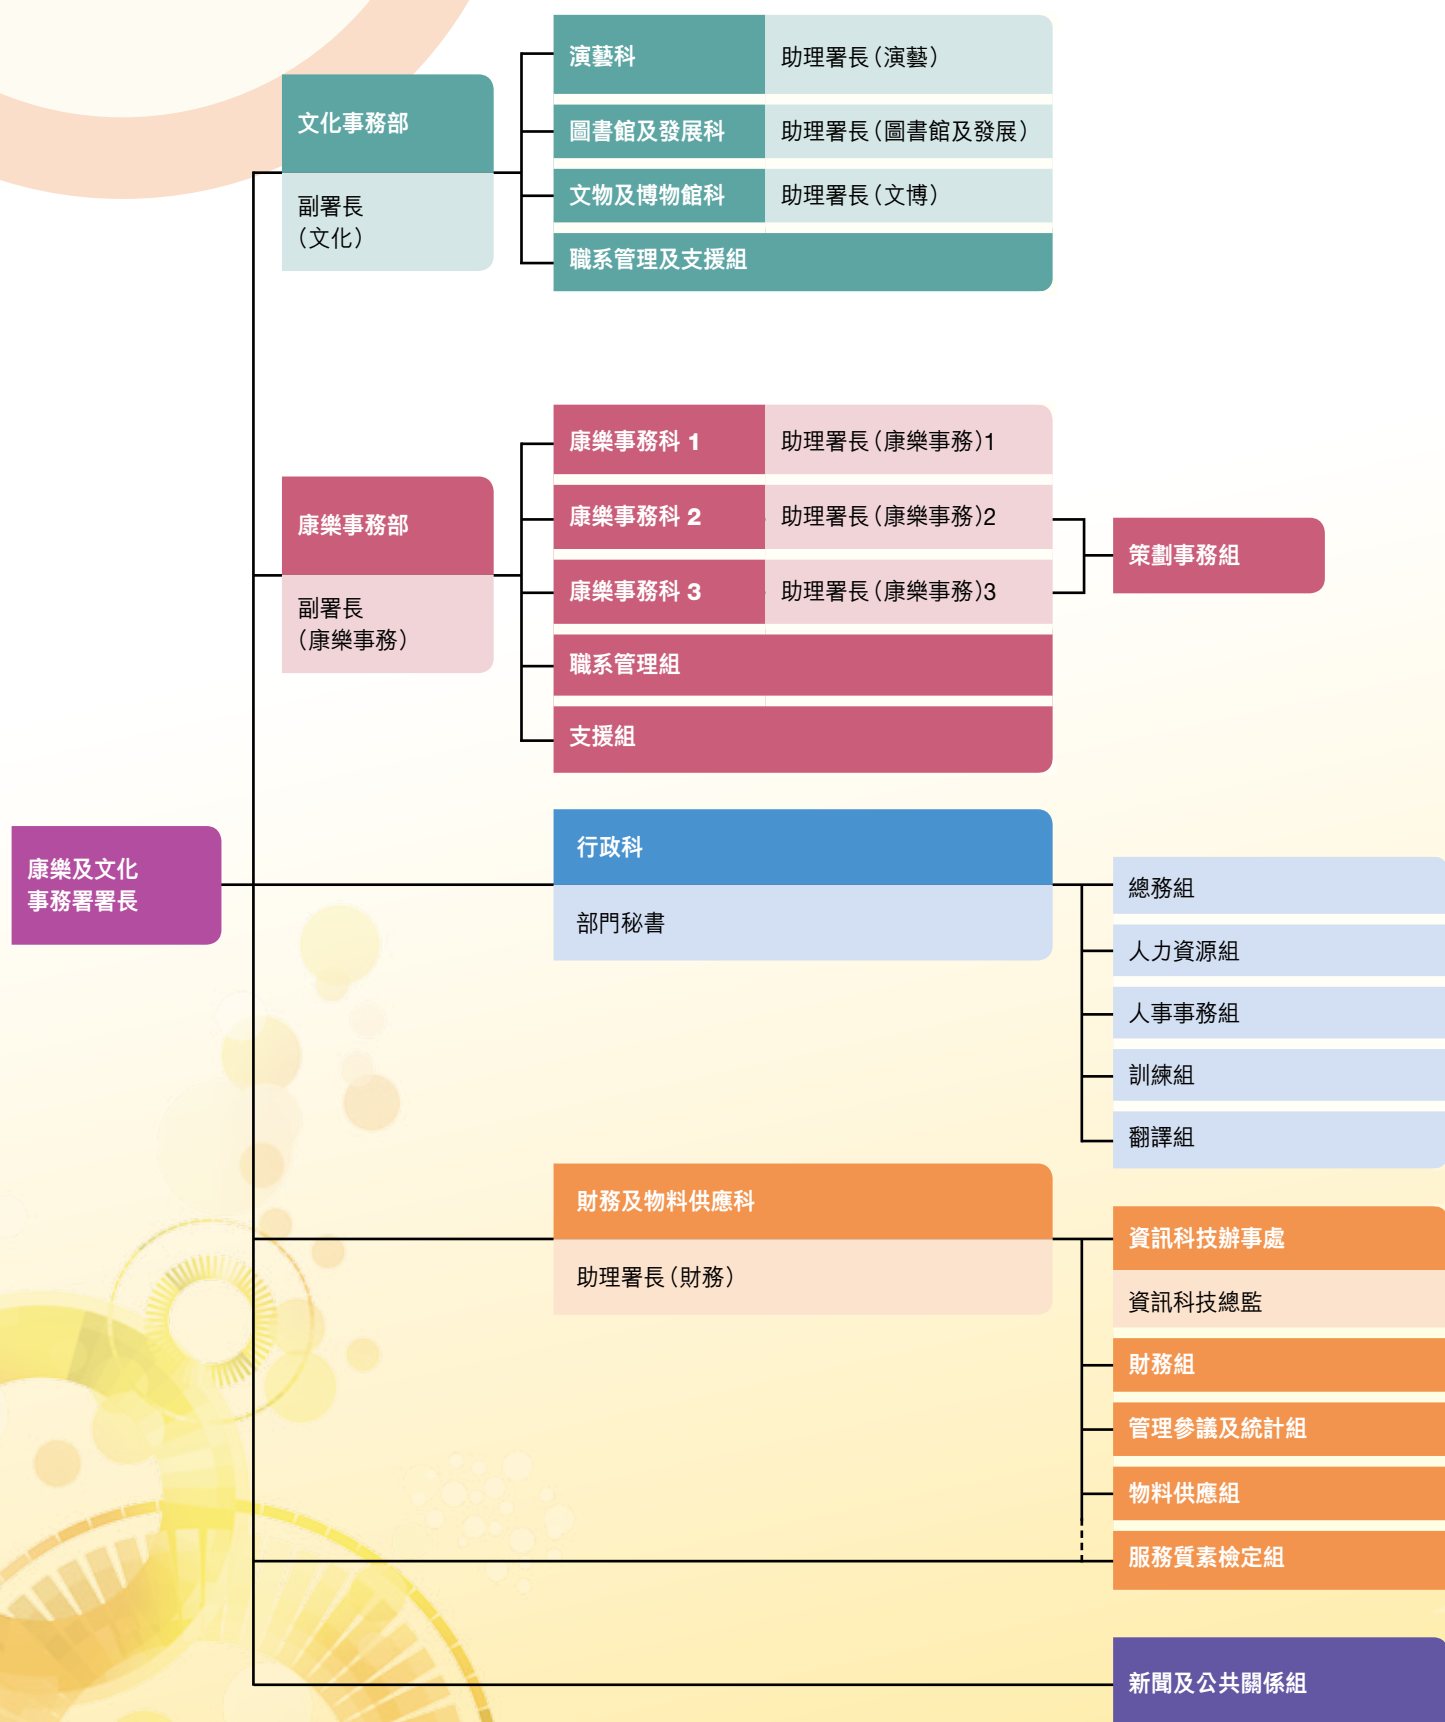 演藝科
助理署長(演藝)
文化事務部
副署長
(文化)
圖書館及發展科
助理署長(圖書館及發展)
文物及博物館科
助理署長(文博)
職系管理及支援組
康樂事務部
副署長
(康樂事務)
康樂事務科 1
助理署長(康樂事務)1
康樂事務科 2
助理署長(康樂事務)2
康樂事務科 3
助理署長(康樂事務)3
策劃事務組
職系管理組
支援組
康樂及文化
事務署署長
行政科
部門秘書
總務組
人力資源組
人事事務組
訓練組
翻譯組
財務及物料供應科
助理署長(財務)
資訊科技辦事處
資訊科技總監
財務組
管理參議及統計組
物料供應組
服務質素檢定組
新聞及公共關係組